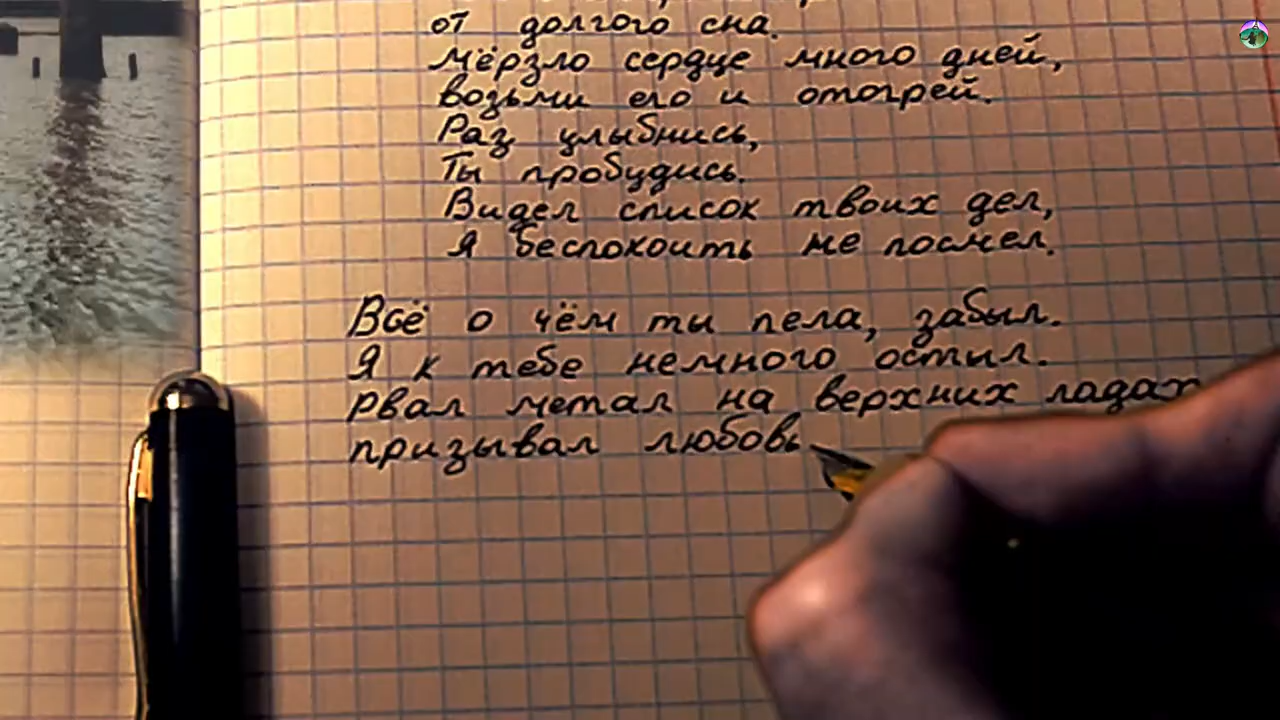 от долгого сна.
Мёрзло сердце много дней,
возьми его и отогрей.
Раз улыбнись,
Ты пробудись.
Видел список твоих дел,
Я беспокоить не посмел.
Всё о чём ты пела, забыл.
Я к тебе немного остыл.
рвал метал на верхних ладах
призывал любовь